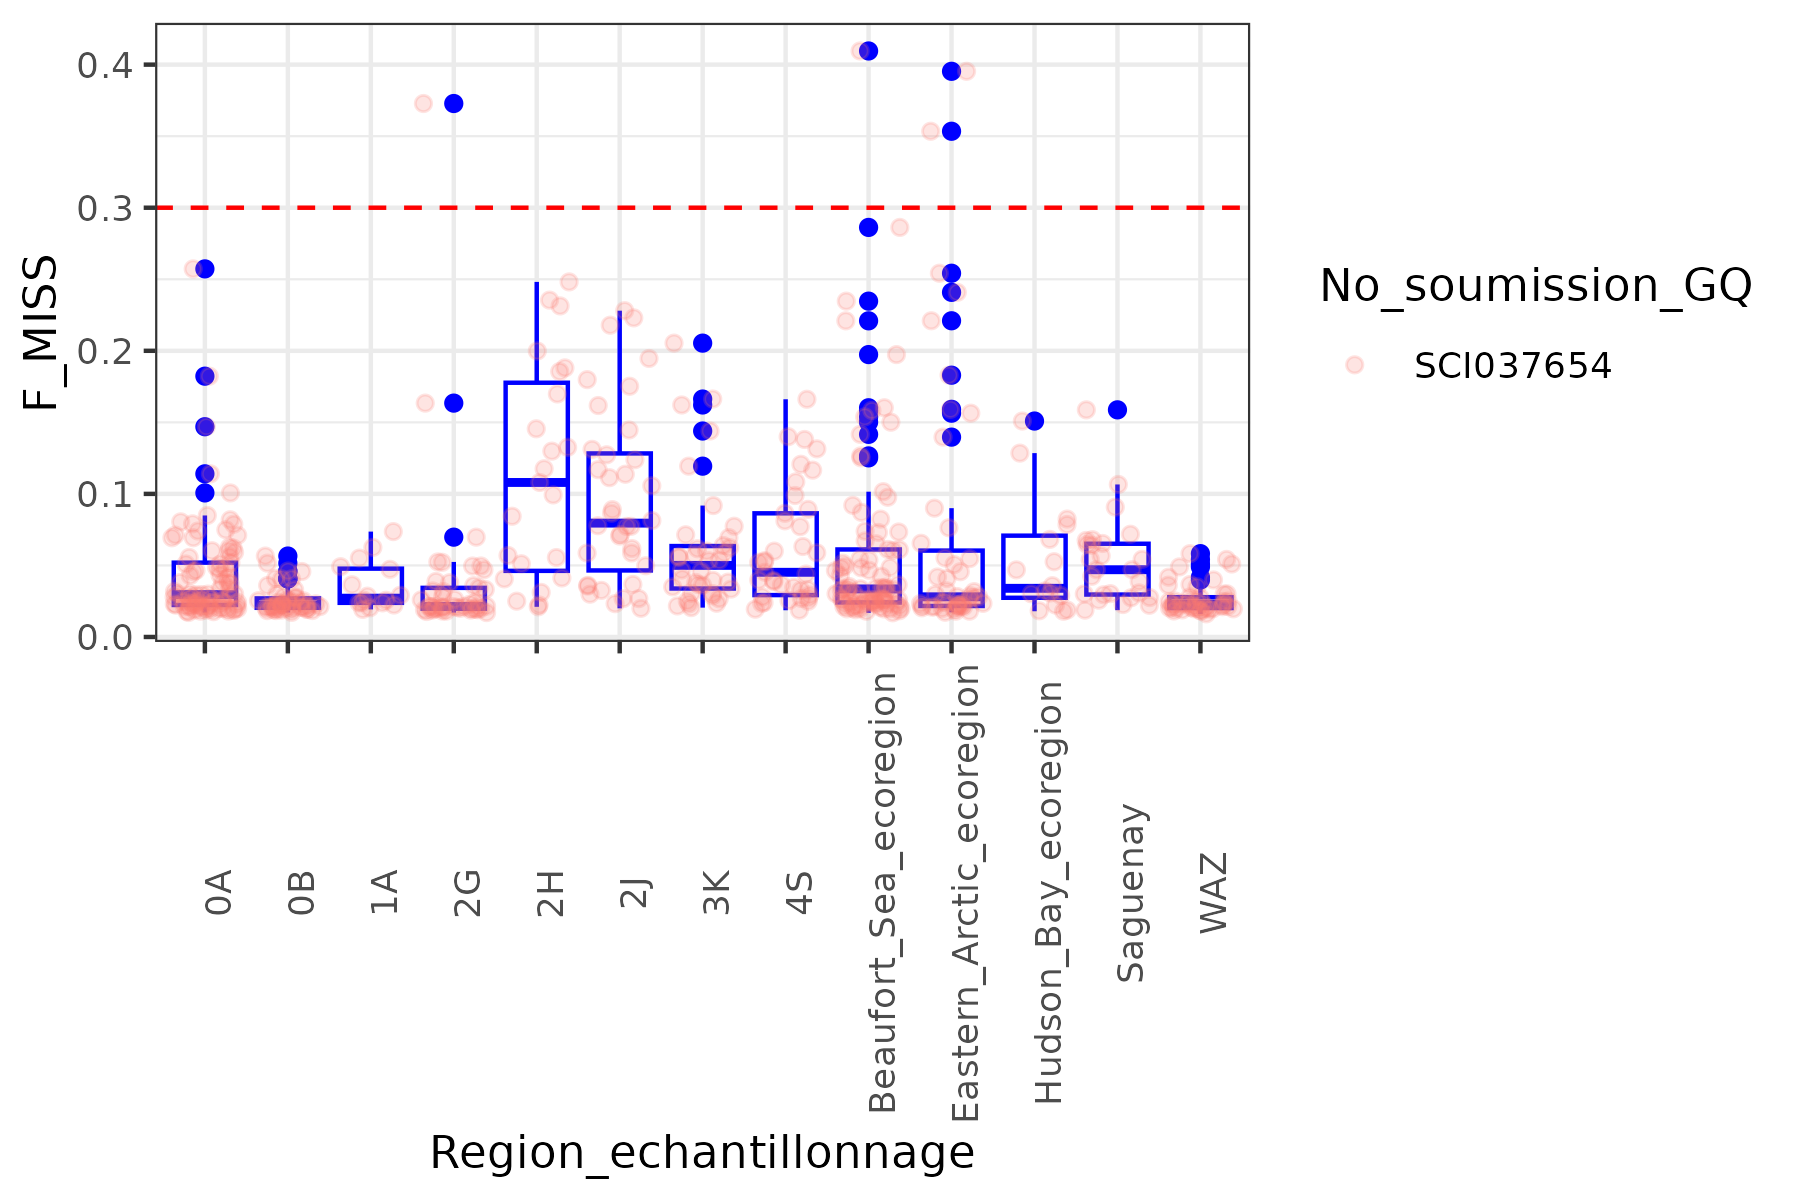 0.4
0.3
0.2
0.1
0.0
F_MISS
0A
0B
1A
2G
2H
2J
3K
4S
Beaufort_Sea_ecoregion
Eastern_Arctic_ecoregion
Hudson_Bay_ecoregion
Saguenay
WAZ
Region_echantillonnage
No_soumission_GQ
SCI037654